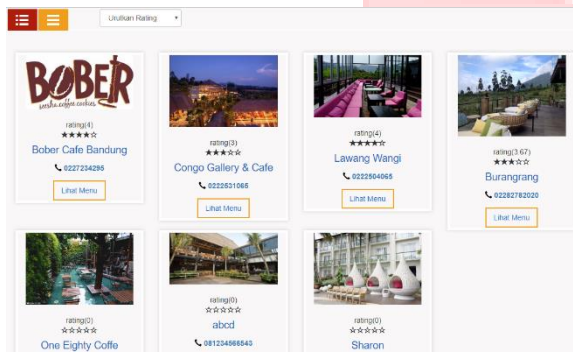 Urutkan Rating
BOBER
rating(4)
★★★★☆
Bober Cafe Bandung
0227234295
Lihat Menu
rating(3)
★★★☆☆
Congo Gallery & Cafe
0222531065
Lihat Menu
rating(4)
★★★★☆
Lawang Wangi
0222504065
Lihat Menu
rating(3.67)
★★★☆☆
Burangrang
02282782020
Lihat Menu
rating(0)
☆☆☆☆☆
One Eighty Coffe
rating(0)
☆☆☆☆☆
abcd
081234566543
rating(0)
☆☆☆☆☆
Sharon